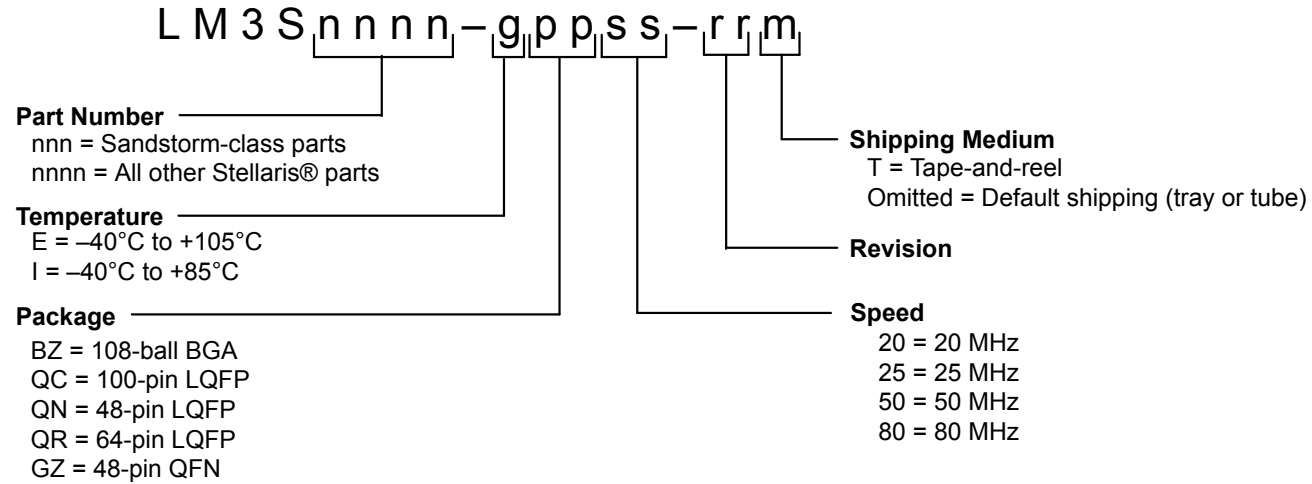 L M 3 S n n n n – g p p s s – r r m
Part Number
nnn = Sandstorm-class parts
nnnn = All other Stellaris® parts
Temperature
E = –40°C to +105°C
I = –40°C to +85°C
Package
BZ = 108-ball BGA
QC = 100-pin LQFP
QN = 48-pin LQFP
QR = 64-pin LQFP
GZ = 48-pin QFN
Shipping Medium
T = Tape-and-reel
Omitted = Default shipping (tray or tube)
Revision
Speed
20 = 20 MHz
25 = 25 MHz
50 = 50 MHz
80 = 80 MHz